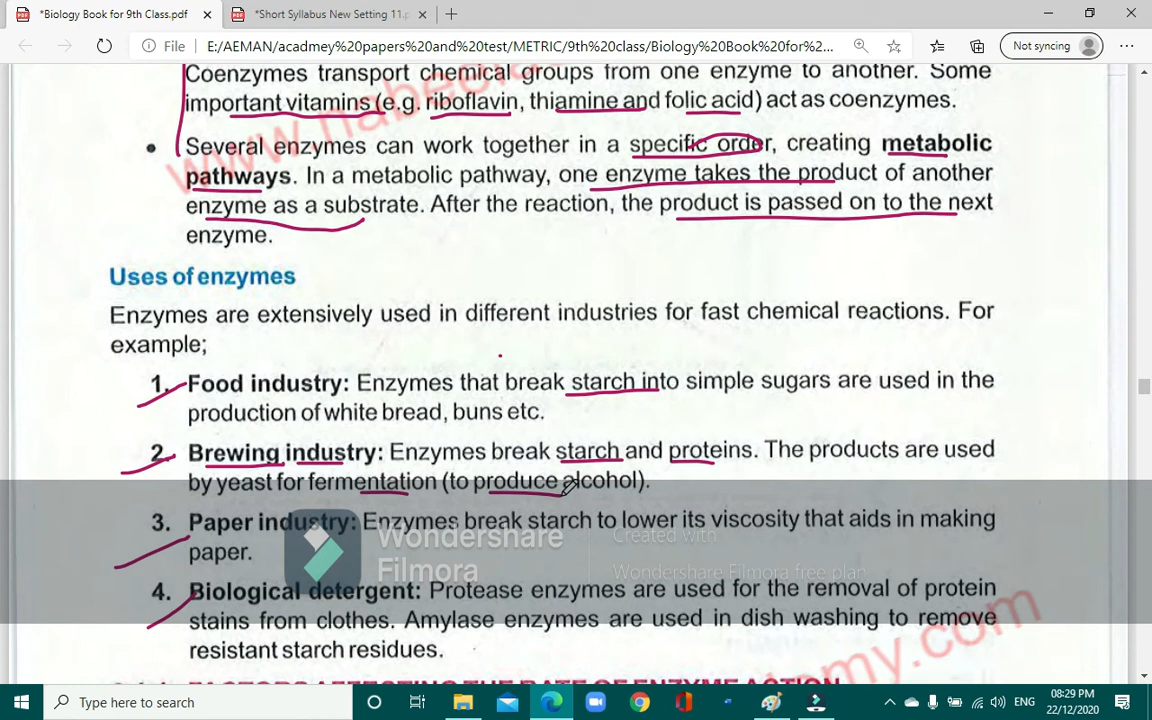 *Biology Book for 9th Class.pdf
*Short Syllabus New Setting 11.p
File
E:/AEMAN/acadmey%20papers%20and%20test/METRIC/9th%20class/Biology%20Book%20for%...
Not syncing
Coenzymes transport chemical groups from one enzyme to another. Some
important vitamins (e.g. riboflavin, thiamine and folic acid) act as coenzymes.
• Several enzymes can work together in a specific order, creating metabolic
pathways. In a metabolic pathway, one enzyme takes the product of another
enzyme as a substrate. After the reaction, the product is passed on to the next
enzyme.
Uses of enzymes
Enzymes are extensively used in different industries for fast chemical reactions. For
example;
1. Food industry: Enzymes that break starch into simple sugars are used in the
production of white bread, buns etc.
2. Brewing industry: Enzymes break starch and proteins. The products are used
by yeast for fermentation (to produce alcohol).
3. Paper industry: Enzymes break starch to lower its viscosity that aids in making
paper.
Wondershare
Filmora
Created with
Wondershare Filmora free plan
4. Biological detergent: Protease enzymes are used for the removal of protein
stains from clothes. Amylase enzymes are used in dish washing to remove
resistant starch residues.
FACTORS AFFECTING THE RATE OF ENZYME ACTION
Type here to search
ENG
08:29 PM
22/12/2020